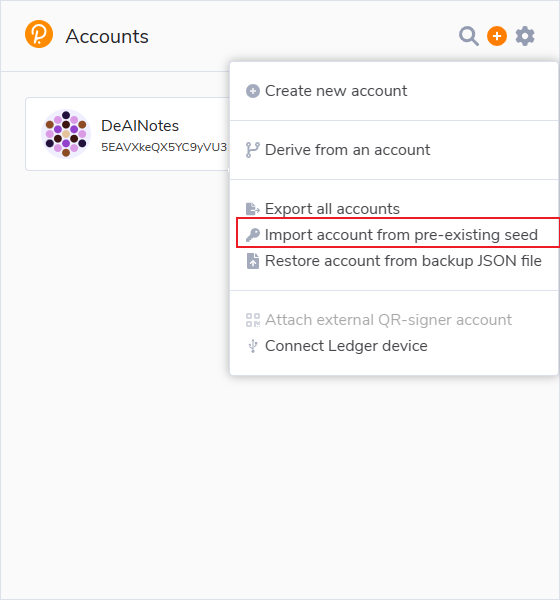 Accounts
DeAINotes
5EAVXkeQX5YC9yVU3
Create new account
Derive from an account
Export all accounts
Import account from pre-existing seed
Restore account from backup JSON file
Attach external QR-signer account
Connect Ledger device